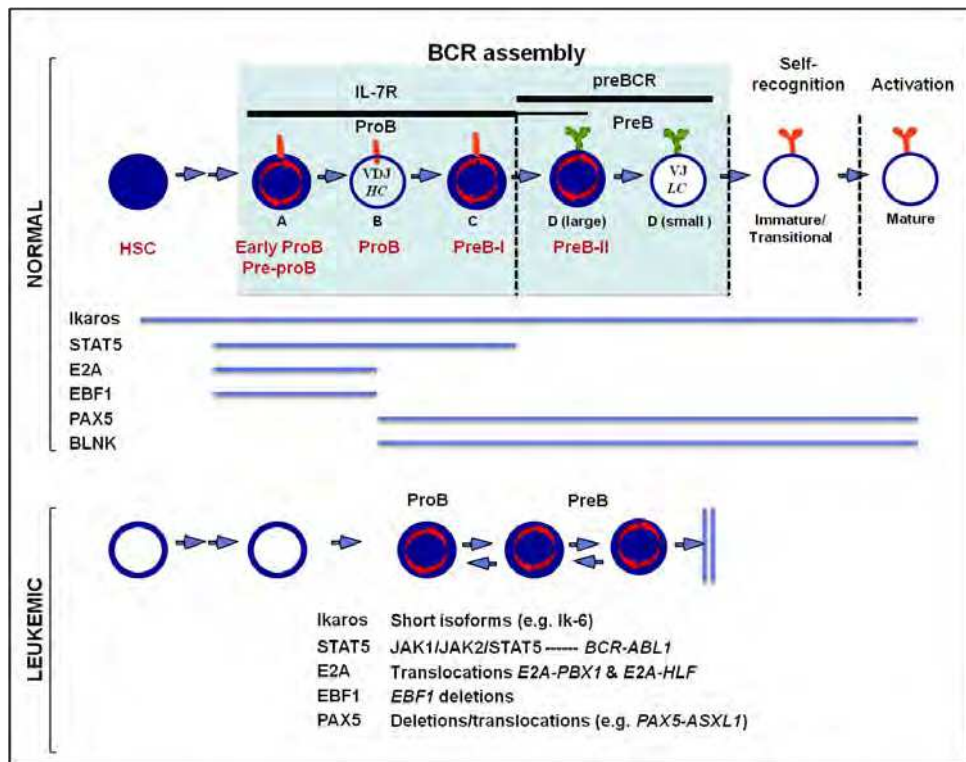 BCR assembly
Self-
recognition
Activation
IL-7R
preBCR
ProB
PreB
NORMAL
VDJ
HC
VJ
LC
A
B
C
D (large)
D (small )
Immature/
Transitional
Mature
HSC
Early ProB
Pre-proB
ProB
PreB-I
PreB-II
Ikaros
STAT5
E2A
EBF1
PAX5
BLNK
LEUKEMIC
ProB
PreB
Ikaros Short isoforms (e.g. Ik-6)
STAT5 JAK1/JAK2/STAT5 ------ BCR-ABL1
E2A Translocations E2A-PBX1 & E2A-HLF
EBF1 EBF1 deletions
PAX5 Deletions/translocations (e.g. PAX5-ASXL1)